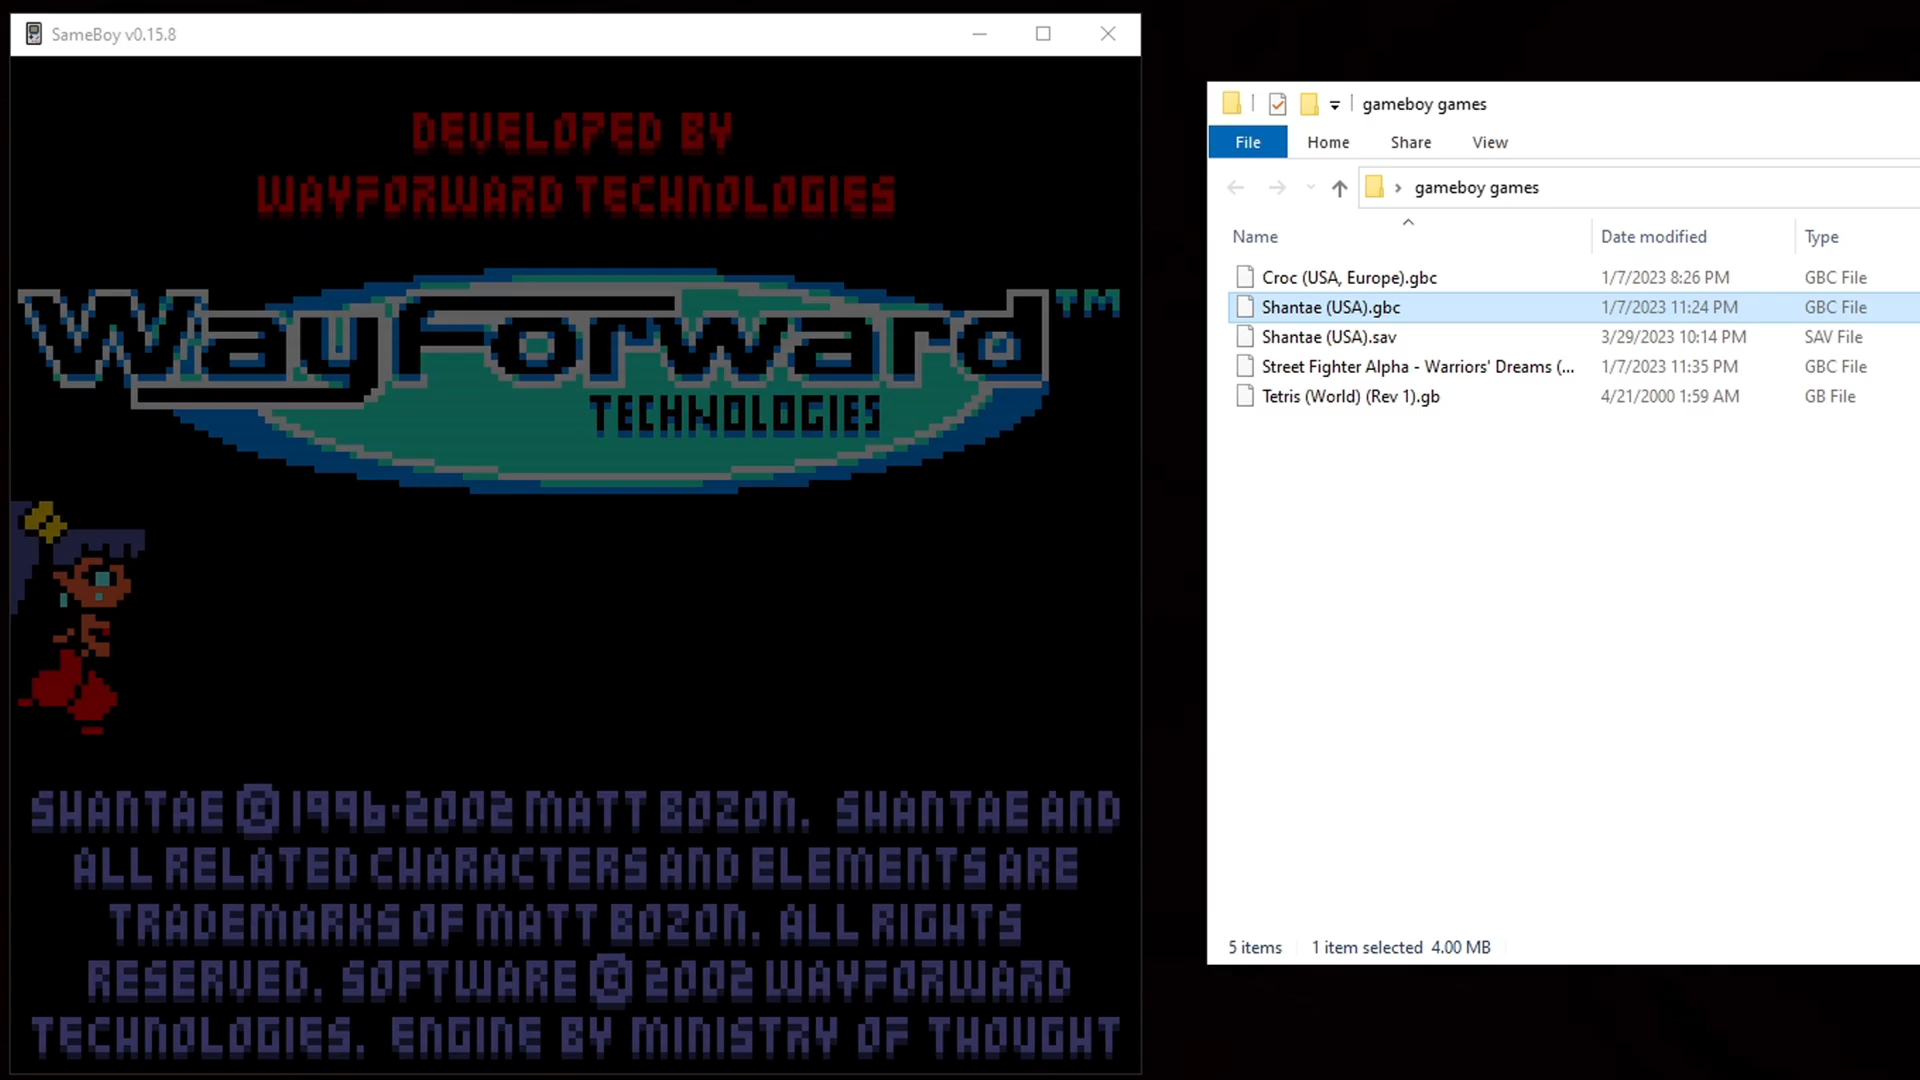 SameBoy v0.15.8
DEVELOPED BY
WAYFORWARD TECHNOLOGIES
WayForward™
TECHNOLOGIES
SHANTAE © 1996-2002 MATT BOZON. SHANTAE AND
ALL RELATED CHARACTERS AND ELEMENTS ARE
TRADEMARKS OF MATT BOZON. ALL RIGHTS
RESERVED. SOFTWARE © 2002 WAYFORWARD
TECHNOLOGIES. ENGINE BY MINISTRY OF THOUGHT
gameboy games
File Home Share View
gameboy games
Name Date modified Type
Croc (USA, Europe).gbc 1/7/2023 8:26 PM GBC File
Shantae (USA).gbc 1/7/2023 11:24 PM GBC File
Shantae (USA).sav 3/29/2023 10:14 PM SAV File
Street Fighter Alpha - Warriors' Dreams (... 1/7/2023 11:35 PM GBC File
Tetris (World) (Rev 1).gb 4/21/2000 1:59 AM GB File
5 items 1 item selected 4.00 MB